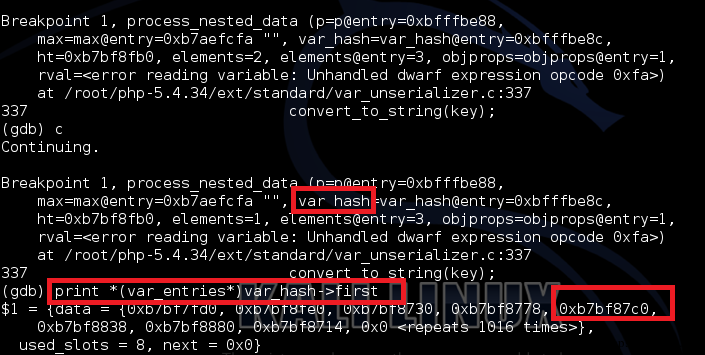 Breakpoint 1, process_nested_data (p=p@entry=0xbfffbe88,
max=max@entry=0xb7aefcfa "", var_hash=var_hash@entry=0xbfffbe8c,
ht=0xb7bf8fb0, elements=2, elements@entry=3, objprops=objprops@entry=1,
rval=<error reading variable: Unhandled dwarf expression opcode 0xfa>)
at /root/php-5.4.34/ext/standard/var_unserializer.c:337
337 convert_to_string(key);
(gdb) c
Continuing.
Breakpoint 1, process_nested_data (p=p@entry=0xbfffbe88,
max=max@entry=0xb7aefcfa "", var_hash=var_hash@entry=0xbfffbe8c,
ht=0xb7bf8fb0, elements=1, elements@entry=3, objprops=objprops@entry=1,
rval=<error reading variable: Unhandled dwarf expression opcode 0xfa>)
at /root/php-5.4.34/ext/standard/var_unserializer.c:337
337 convert_to_string(key);
(gdb) print *(var_entries*)var_hash->first
$1 = {data = {0xb7bf7fd0, 0xb7bf8fe0, 0xb7bf8730, 0xb7bf8778, 0xb7bf87c0,
0xb7bf8838, 0xb7bf8880, 0xb7bf8714, 0x0 <repeats 1016 times>},
used_slots = 8, next = 0x0}
KALI LINUX